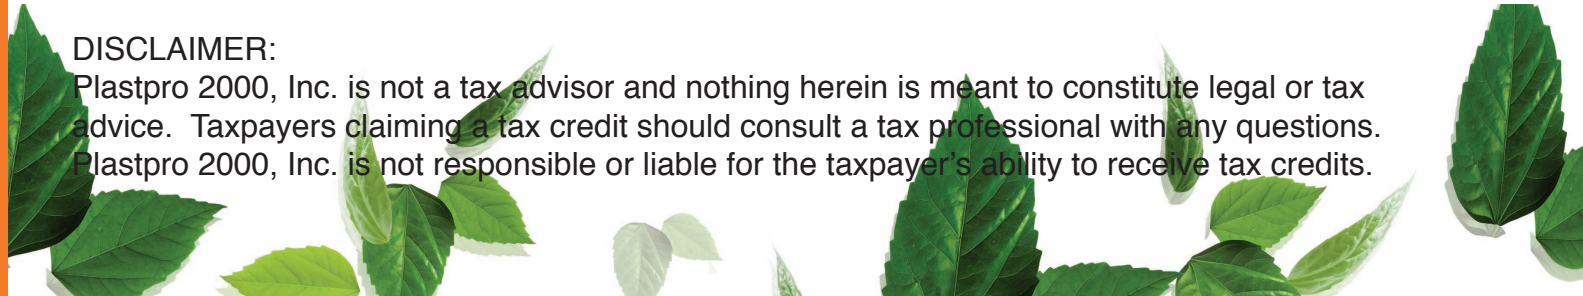 DISCLAIMER:
Plastpro 2000, Inc. is not a tax advisor and nothing herein is meant to constitute legal or tax
advice.  Taxpayers claiming a tax credit should consult a tax professional with any questions.
Plastpro 2000, Inc. is not responsible or liable for the taxpayer's ability to receive tax credits.